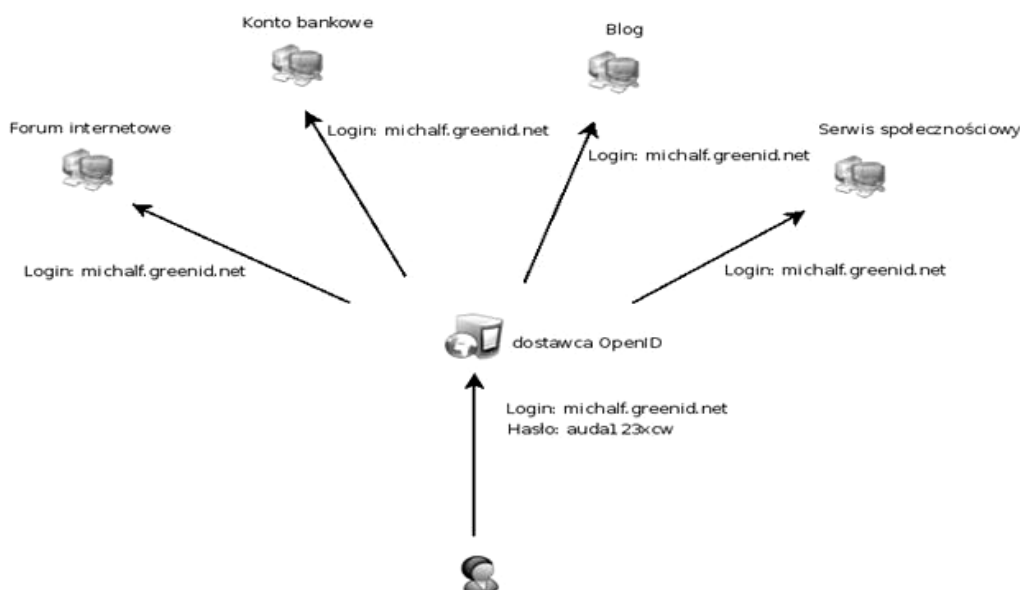 Konto bankowe
Blog
Forum internetowe
Login: michalf.greenid.net
Serwis społecznościowy
Login: michalf.greenid.net
Login: michalf.greenid.net
Login: michalf.greenid.net
dostawca OpenID
Login: michalf.greenid.net
Hasło: auda123xcw